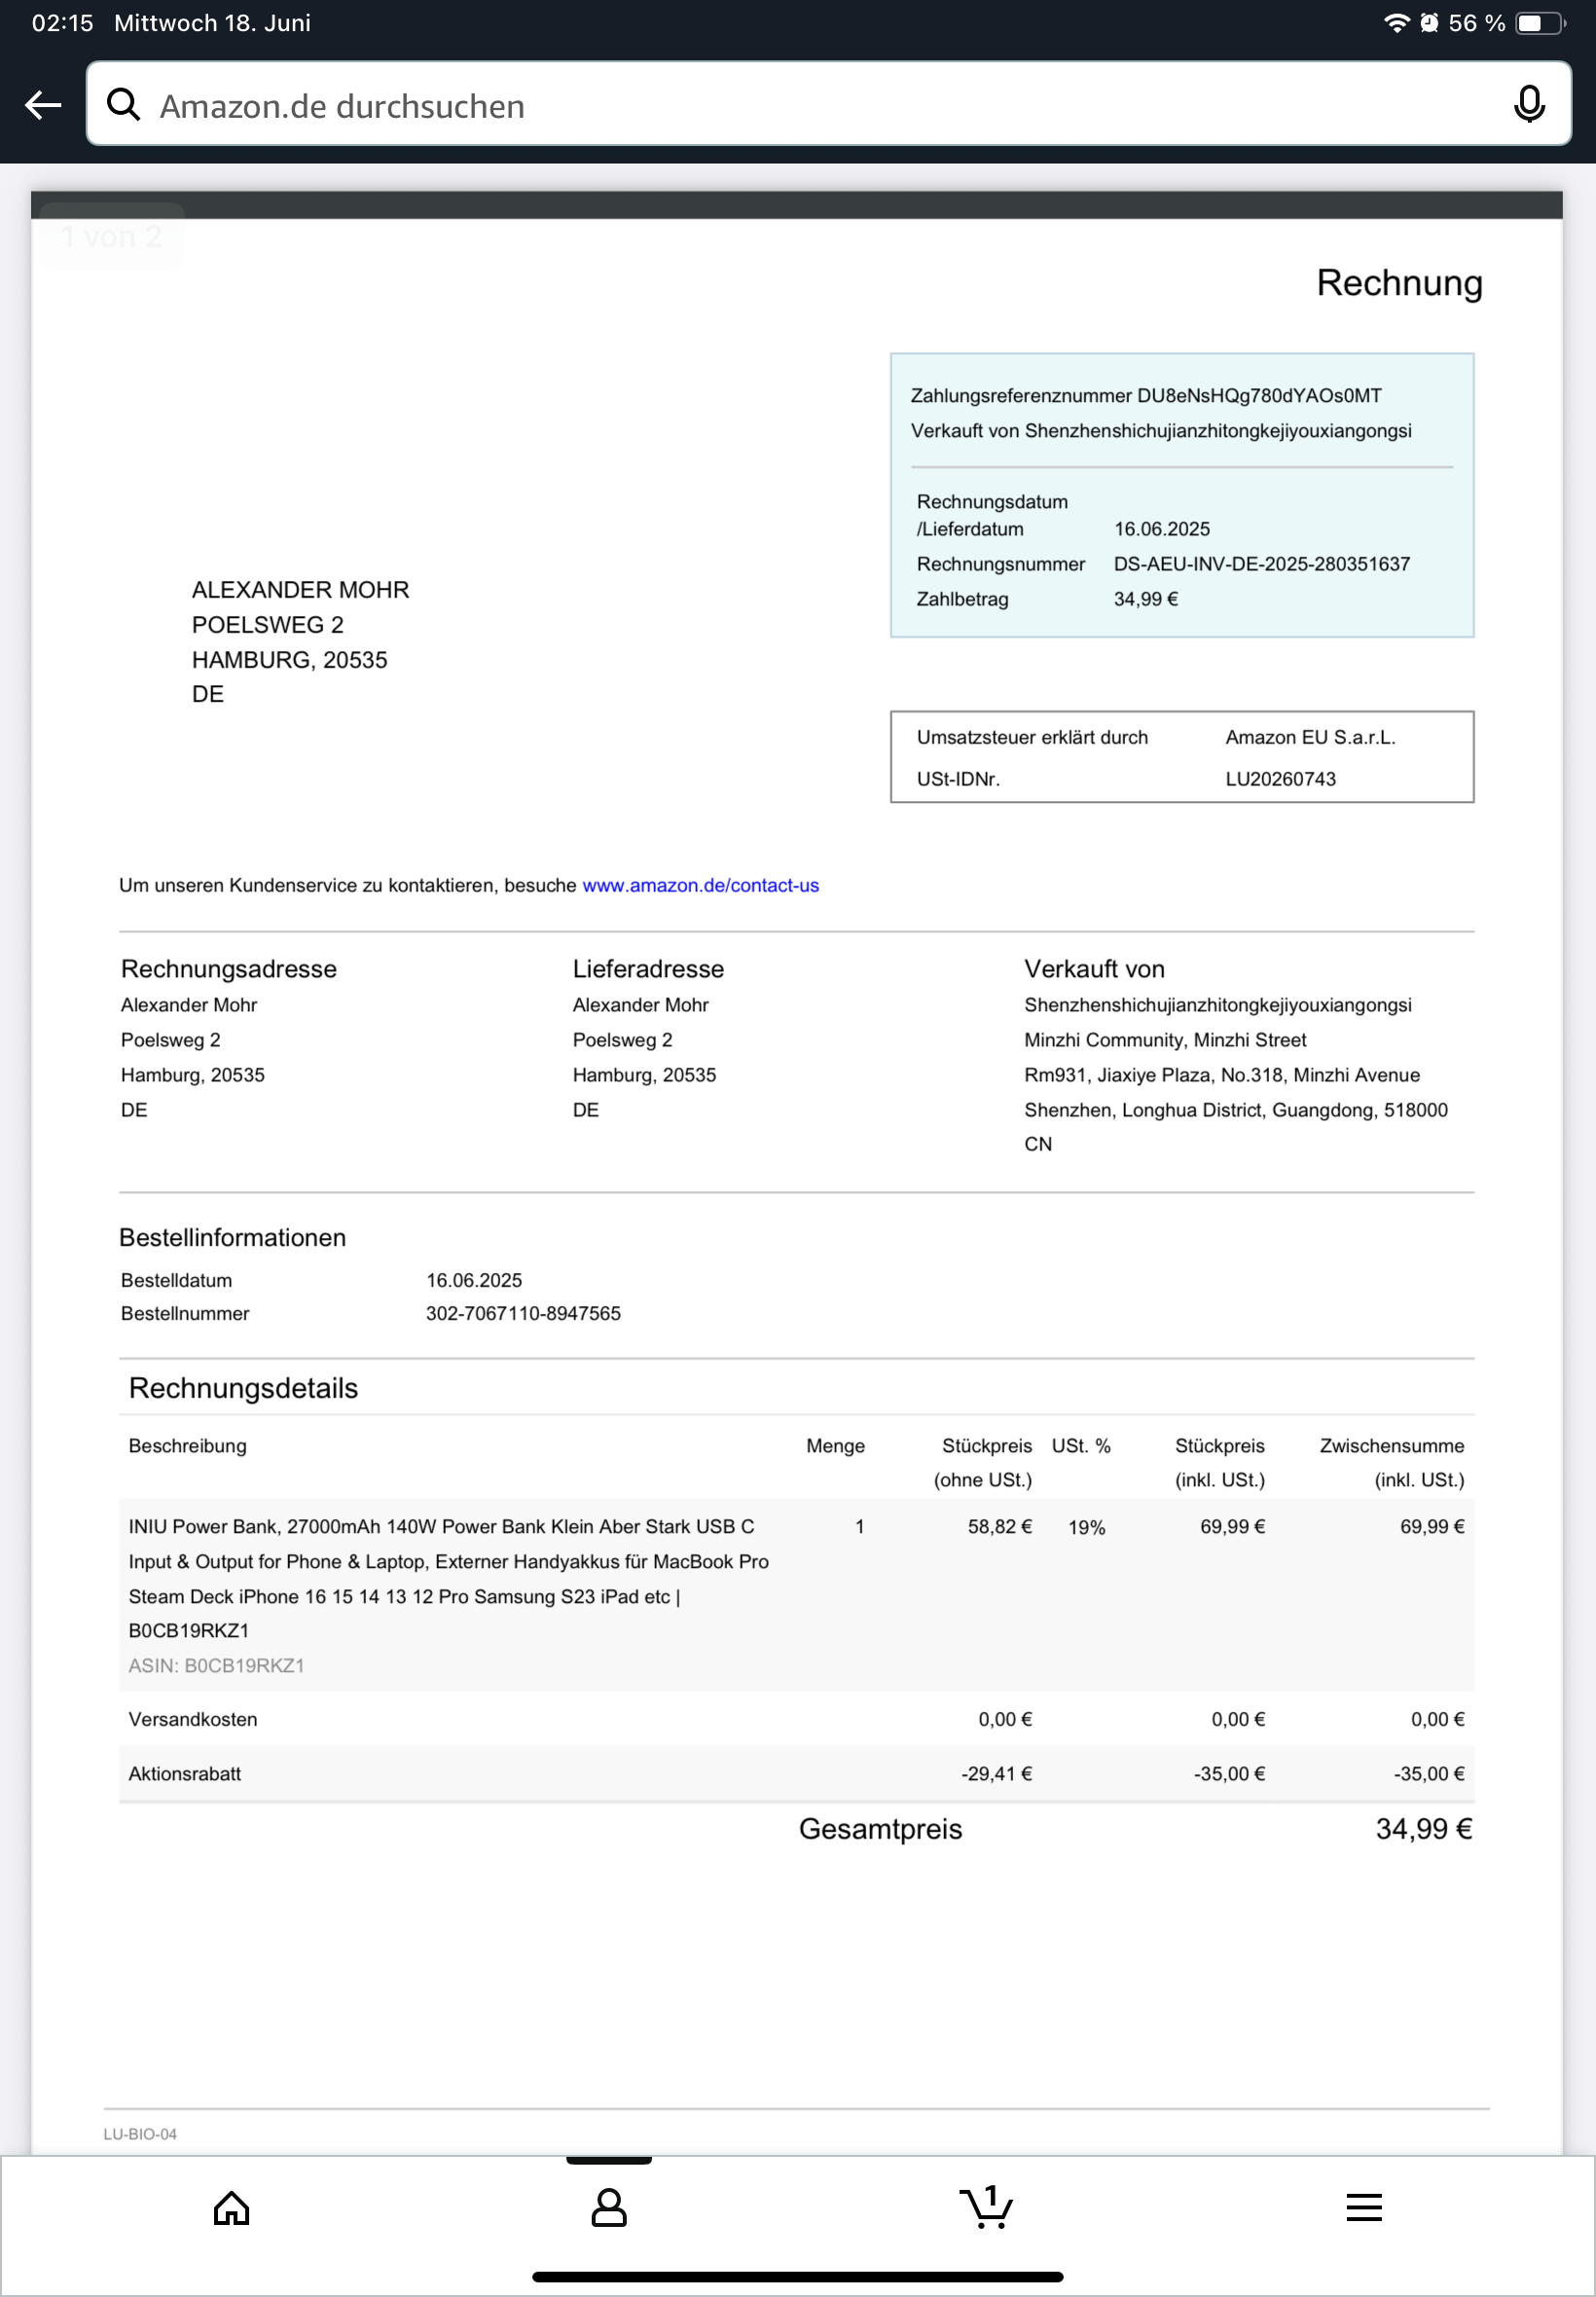 02:15 Mittwoch 18. Juni 56 %
Amazon.de durchsuchen
1 von 2
Rechnung
Zahlungsreferenznummer DU8eNsHQg780dYAOs0MT
Verkauft von Shenzhenshichujianzhitongkejiyouxiangongsi
Rechnungsdatum
/Lieferdatum 16.06.2025
Rechnungsnummer DS-AEU-INV-DE-2025-280351637
Zahlbetrag 34,99 €
ALEXANDER MOHR
POELSWEG 2
HAMBURG, 20535
DE
Umsatzsteuer erklärt durch Amazon EU S.a.r.L.
USt-IDNr. LU20260743
Um unseren Kundenservice zu kontaktieren, besuche www.amazon.de/contact-us
Rechnungsadresse
Alexander Mohr
Poelsweg 2
Hamburg, 20535
DE
Lieferadresse
Alexander Mohr
Poelsweg 2
Hamburg, 20535
DE
Verkauft von
Shenzhenshichujianzhitongkejiyouxiangongsi
Minzhi Community, Minzhi Street
Rm931, Jiaxiye Plaza, No.318, Minzhi Avenue
Shenzhen, Longhua District, Guangdong, 518000
CN
Bestellinformationen
Bestelldatum 16.06.2025
Bestellnummer 302-7067110-8947565
Rechnungsdetails
Beschreibung Menge Stückpreis USt. % Stückpreis Zwischensumme
(ohne USt.) (inkl. USt.) (inkl. USt.)
INIU Power Bank, 27000mAh 140W Power Bank Klein Aber Stark USB C 1 58,82 € 19% 69,99 € 69,99 €
Input & Output for Phone & Laptop, Externer Handyakkus für MacBook Pro
Steam Deck iPhone 16 15 14 13 12 Pro Samsung S23 iPad etc |
B0CB19RKZ1
ASIN: B0CB19RKZ1
Versandkosten 0,00 € 0,00 € 0,00 €
Aktionsrabatt -29,41 € -35,00 € -35,00 €
Gesamtpreis 34,99 €
LU-BIO-04
1